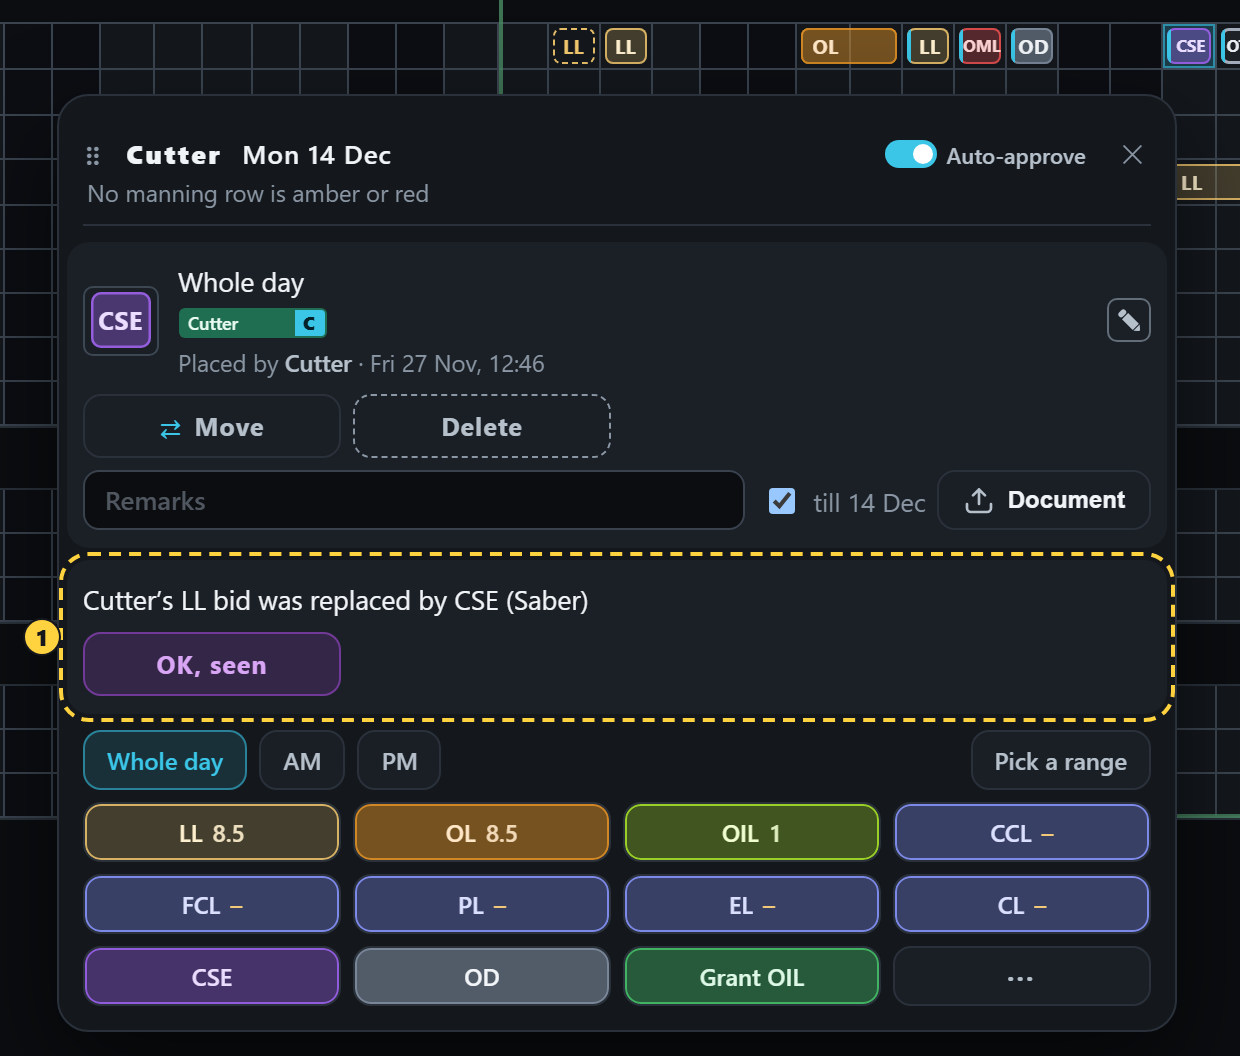 LL LL OL LL OML OD CSE
LL
Cutter Mon 14 Dec Auto-approve
No manning row is amber or red
CSE
Whole day
Cutter C
Placed by Cutter · Fri 27 Nov, 12:46
Move Delete
Remarks till 14 Dec Document
Cutter’s LL bid was replaced by CSE (Saber)
1
OK, seen
Whole day AM PM Pick a range
LL 8.5 OL 8.5 OIL 1 CCL –
FCL – PL – EL – CL –
CSE OD Grant OIL ...